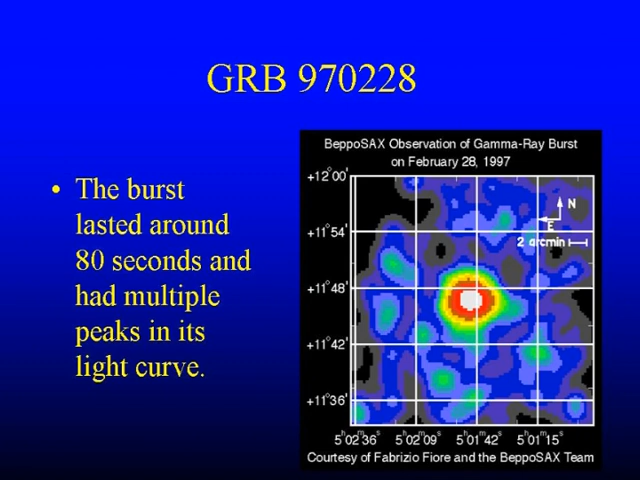 GRB 970228
• The burst
lasted around
80 seconds and
had multiple
peaks in its
light curve.
BeppoSAX Observation of Gamma-Ray Burst
on February 28, 1997
+12°00'
N
E
+11°54'
2 arcmin
+11°48'
+11°42'
+11°36'
5h02m36s 5h02m09s 5h01m42s 5h01m15s
Courtesy of Fabrizio Fiore and the BeppoSAX Team